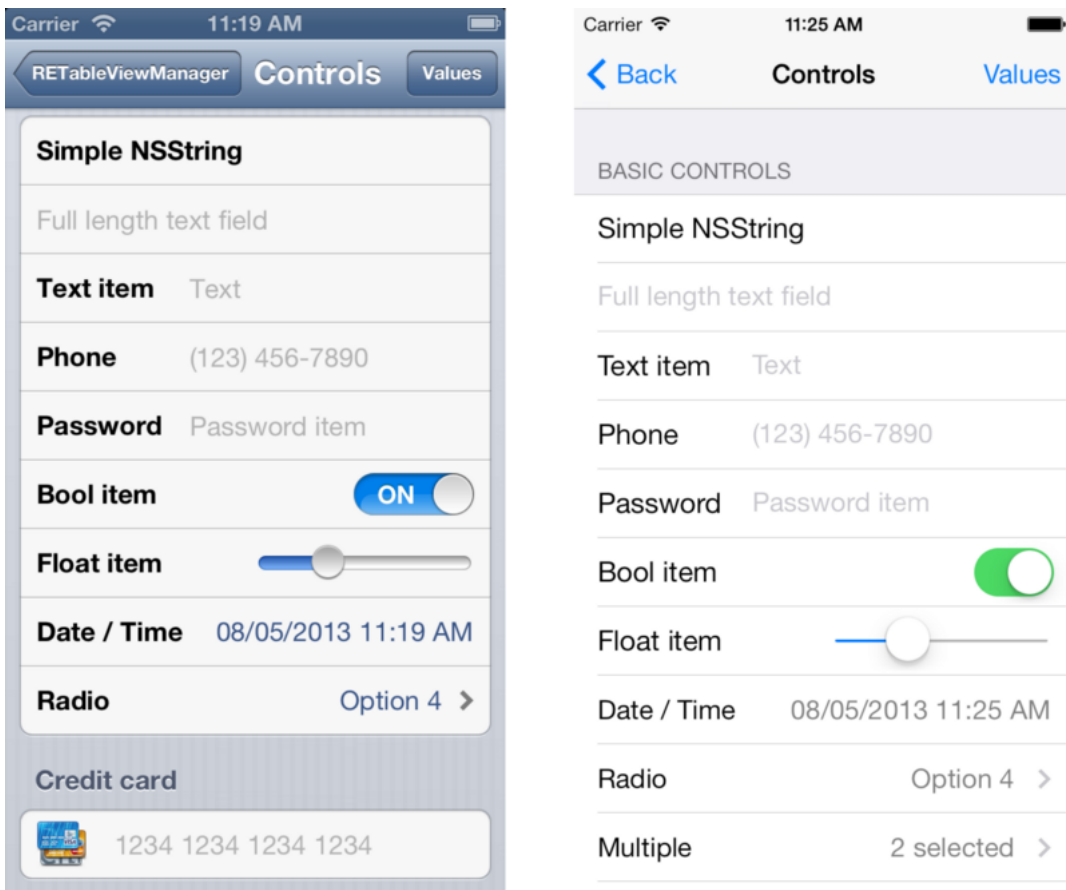 Carrier 11:19 AM
RETableViewManager Controls Values
Simple NSString
Full length text field
Text item Text
Phone (123) 456-7890
Password Password item
Bool item ON
Float item
Date / Time 08/05/2013 11:19 AM
Radio Option 4
Credit card
1234 1234 1234 1234
Carrier 11:25 AM
Back Controls Values
BASIC CONTROLS
Simple NSString
Full length text field
Text item Text
Phone (123) 456-7890
Password Password item
Bool item
Float item
Date / Time 08/05/2013 11:25 AM
Radio Option 4
Multiple 2 selected